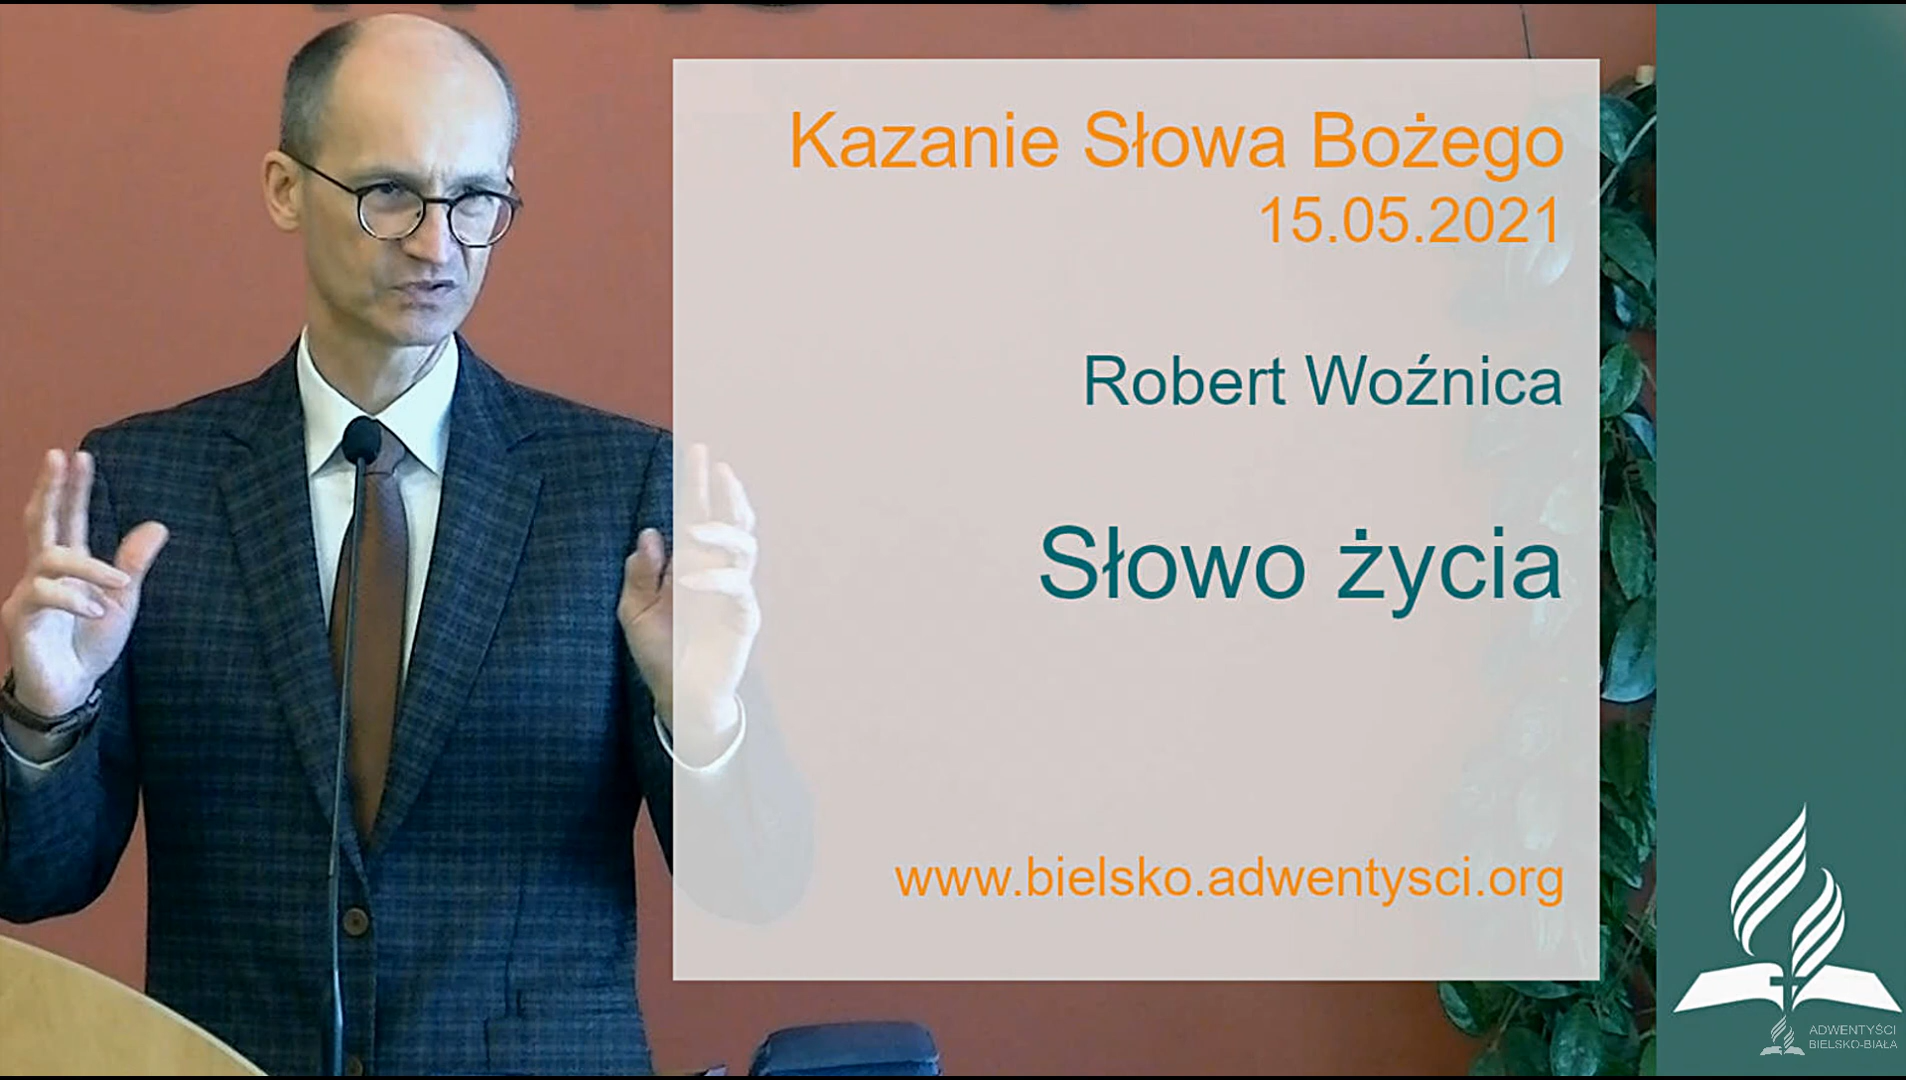 Kazanie Słowa Bożego
15.05.2021
Robert Woźnica
Słowo życia
www.bielsko.adwentysci.org
ADWENTYŚCI
BIELSKO-BIAŁA